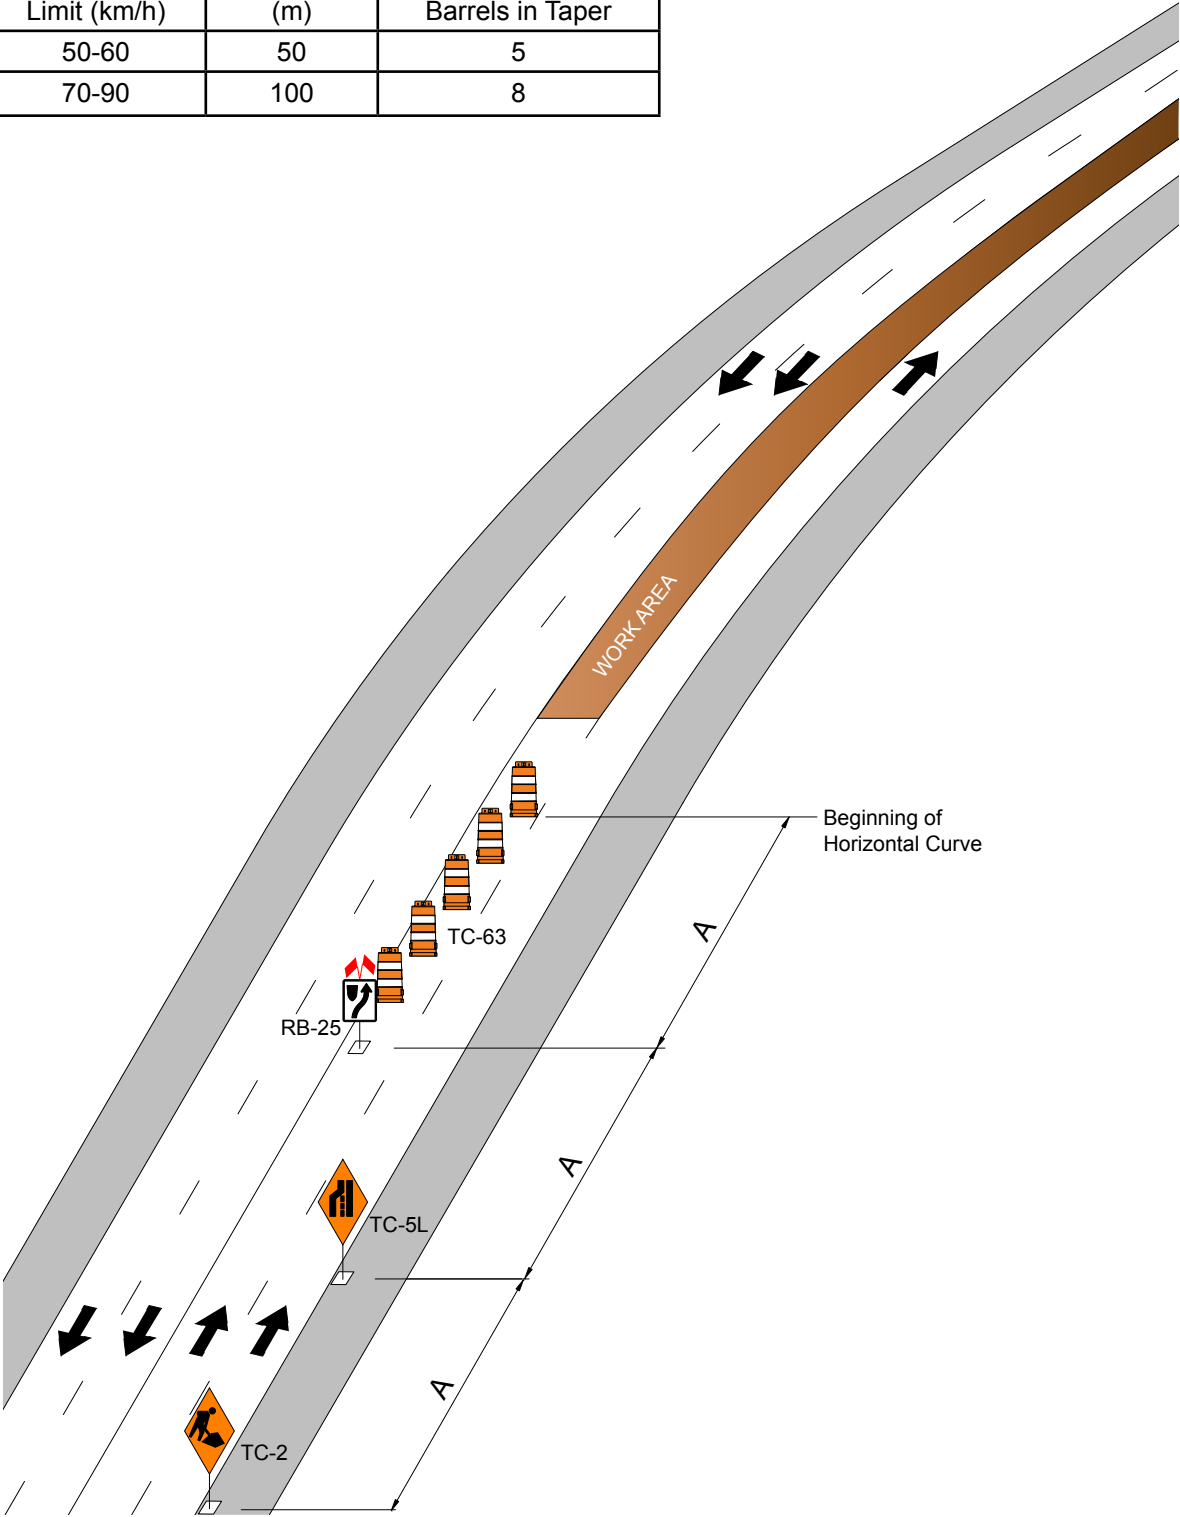 Limit (km/h) (m) Barrels in Taper
50-60 50 5
70-90 100 8
WORK AREA
Beginning of
Horizontal Curve
A
TC-63
RB-25
A
TC-5L
A
TC-2